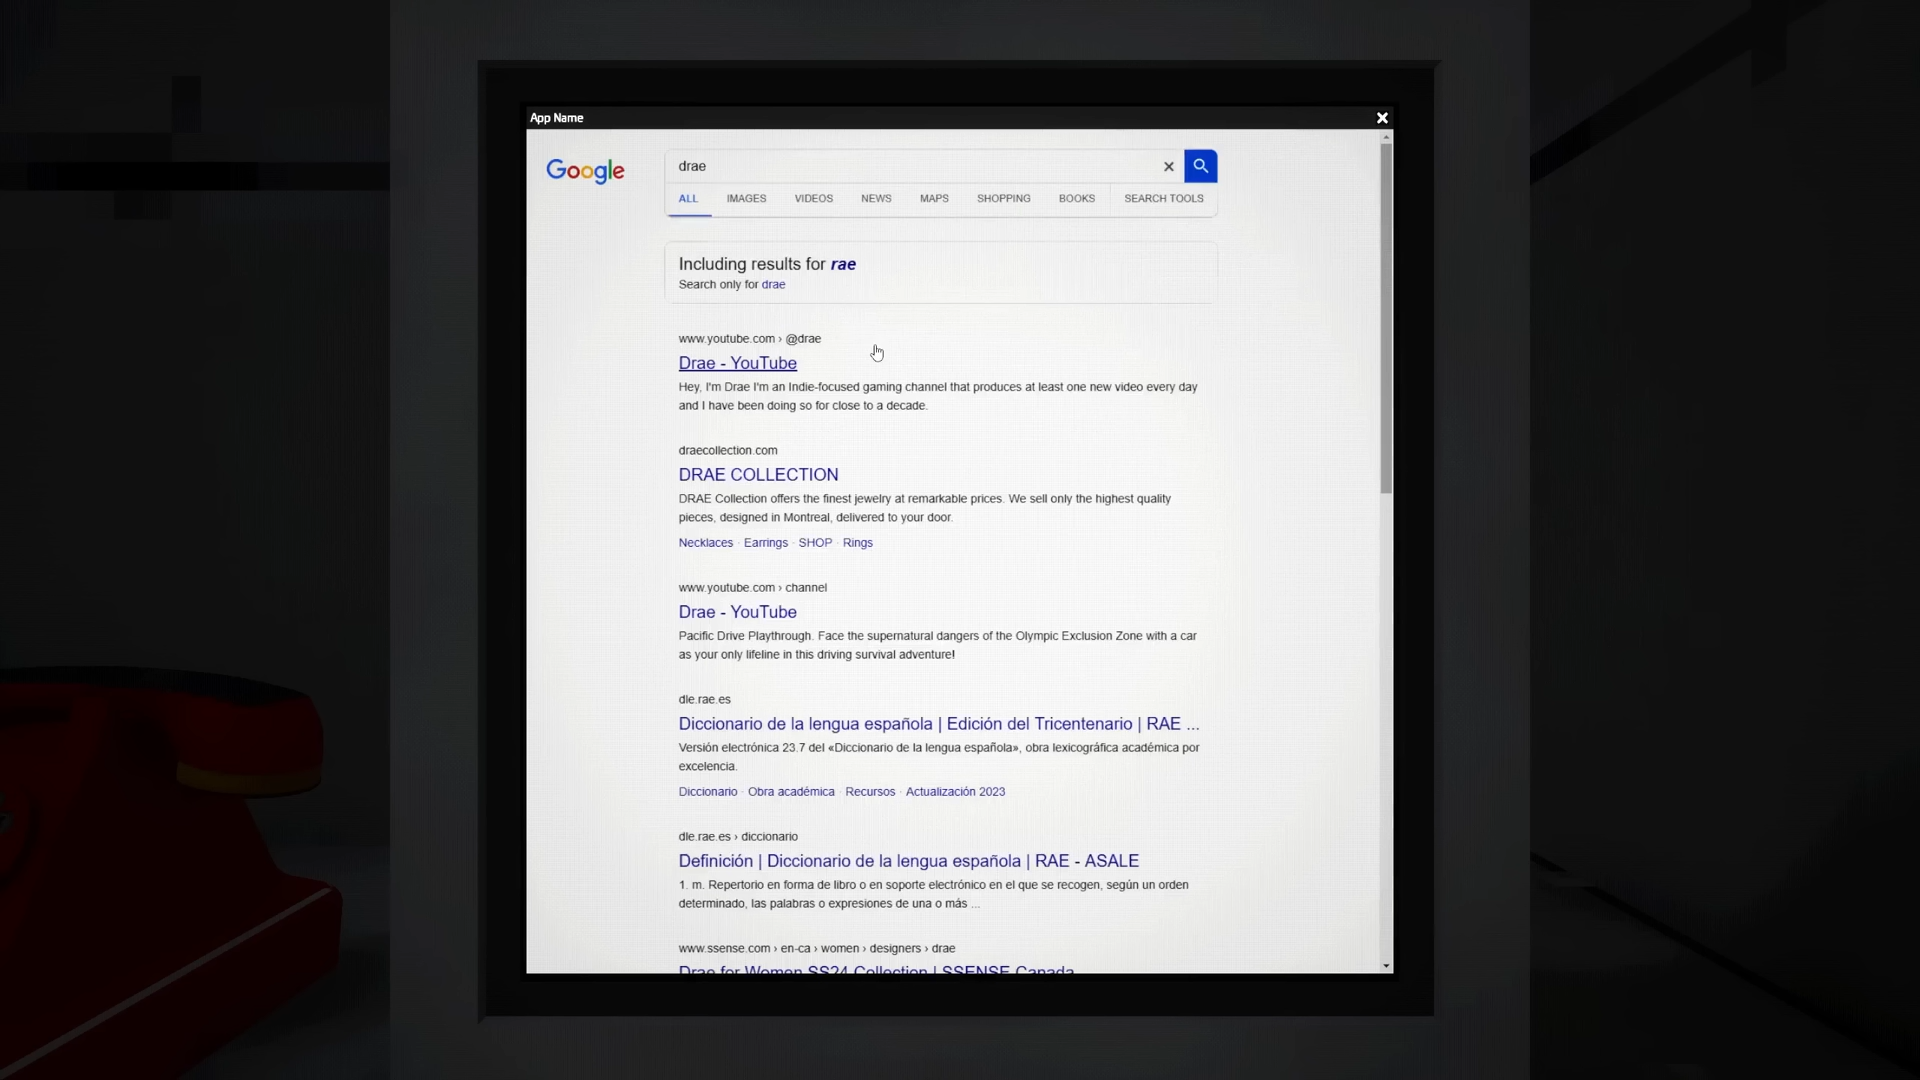 App Name
Google
drae
ALL IMAGES VIDEOS NEWS MAPS SHOPPING BOOKS SEARCH TOOLS
Including results for rae
Search only for drae
www.youtube.com › @drae
Drae - YouTube
Hey, I'm Drae I'm an Indie-focused gaming channel that produces at least one new video every day
and I have been doing so for close to a decade.
draecollection.com
DRAE COLLECTION
DRAE Collection offers the finest jewelry at remarkable prices. We sell only the highest quality
pieces, designed in Montreal, delivered to your door.
Necklaces · Earrings · SHOP · Rings
www.youtube.com › channel
Drae - YouTube
Pacific Drive Playthrough. Face the supernatural dangers of the Olympic Exclusion Zone with a car
as your only lifeline in this driving survival adventure!
dle.rae.es
Diccionario de la lengua española | Edición del Tricentenario | RAE ...
Versión electrónica 23.7 del «Diccionario de la lengua española», obra lexicográfica académica por
excelencia.
Diccionario · Obra académica · Recursos · Actualización 2023
dle.rae.es › diccionario
Definición | Diccionario de la lengua española | RAE - ASALE
1. m. Repertorio en forma de libro o en soporte electrónico en el que se recogen, según un orden
determinado, las palabras o expresiones de una o más ...
www.ssense.com › en-ca › women › designers › drae
Drae for Women SS24 Collection | SSENSE Canada